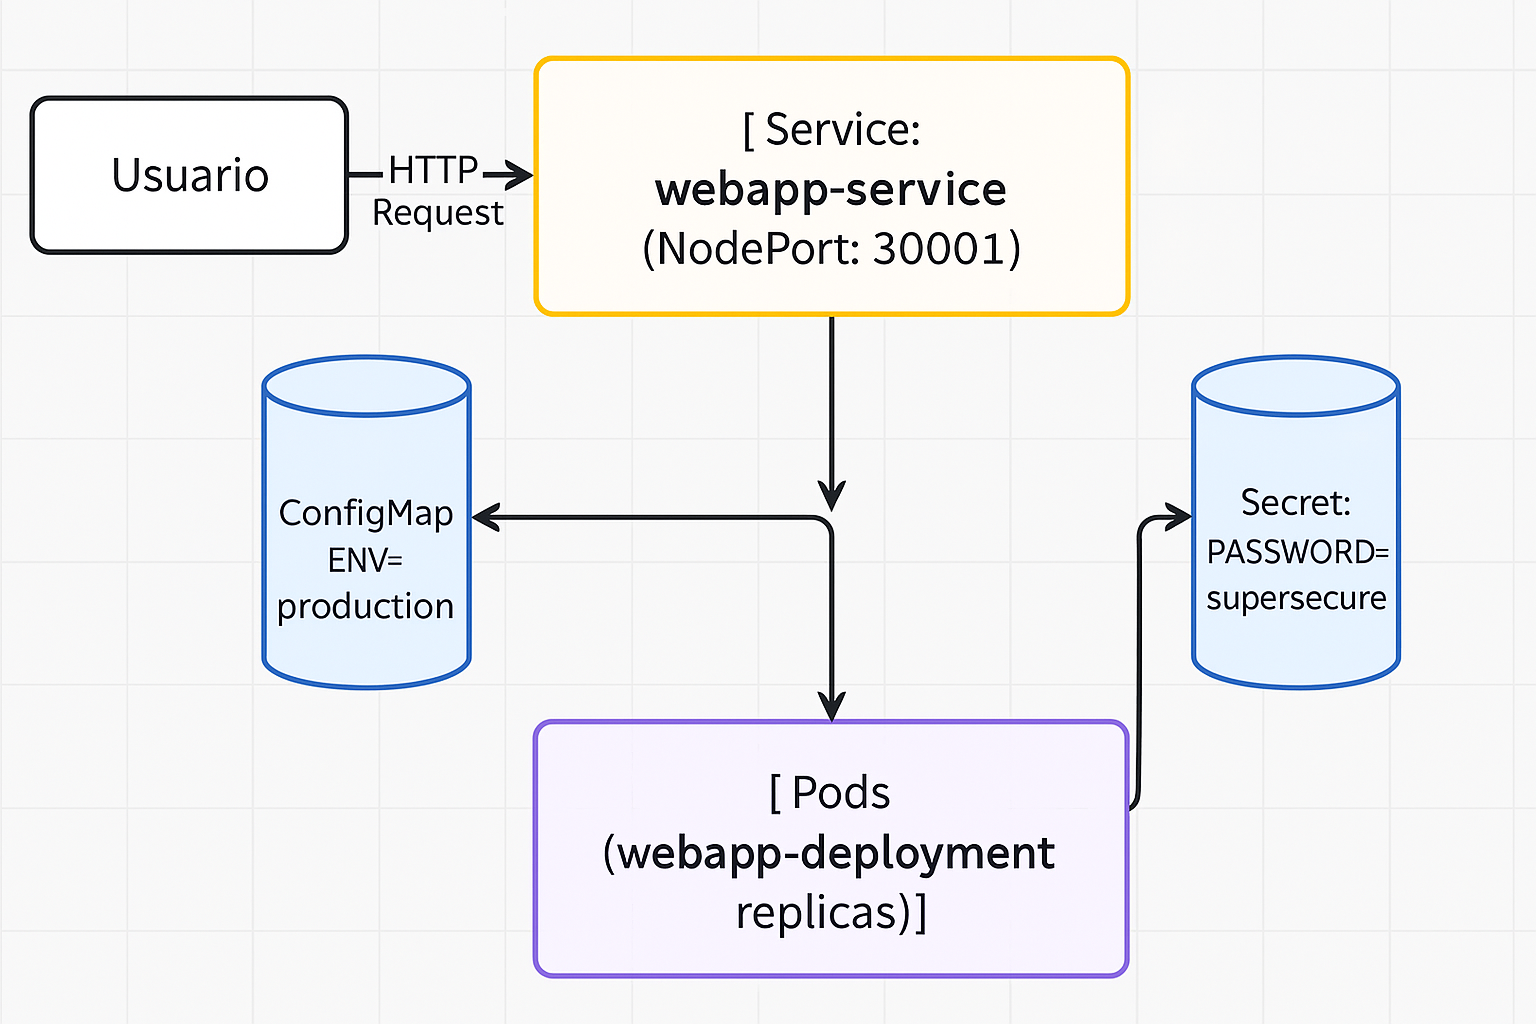 Usuario
HTTP
Request
[ Service:
webapp-service
(NodePort: 30001)
ConfigMap
ENV=
production
Secret:
PASSWORD=
supersecure
[ Pods
(webapp-deployment
replicas)]